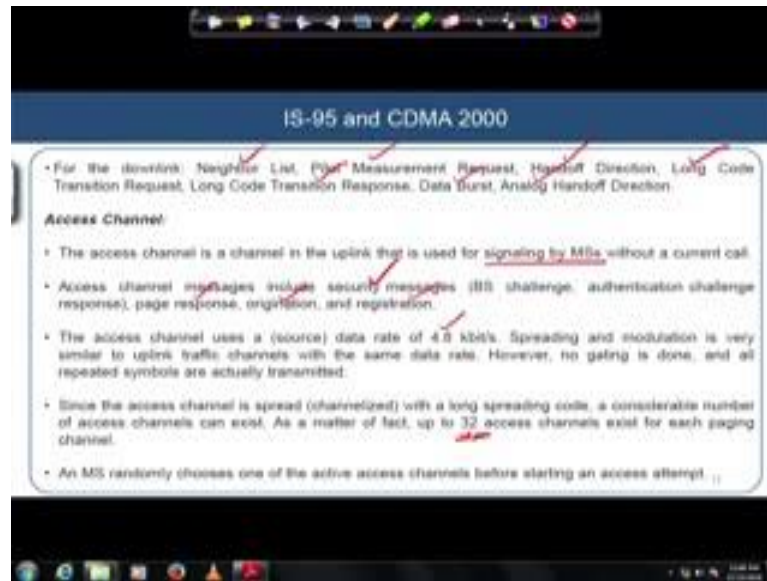 IS-95 and CDMA 2000
• For the downlink: Neighbor List, Pilot Measurement Request, Handoff Direction, Long Code
Transition Request, Long Code Transition Response, Data Burst, Analog Handoff Direction.
Access Channel:
• The access channel is a channel in the uplink that is used for signaling by MSs without a current call.
• Access channel messages include security messages (BS challenge, authentication challenge
response), page response, origination, and registration.
• The access channel uses a (source) data rate of 4.8 kbit/s. Spreading and modulation is very
similar to uplink traffic channels with the same data rate. However, no gating is done, and all
repeated symbols are actually transmitted.
• Since the access channel is spread (channelized) with a long spreading code, a considerable number
of access channels can exist. As a matter of fact, up to 32 access channels exist for each paging
channel.
• An MS randomly chooses one of the active access channels before starting an access attempt.